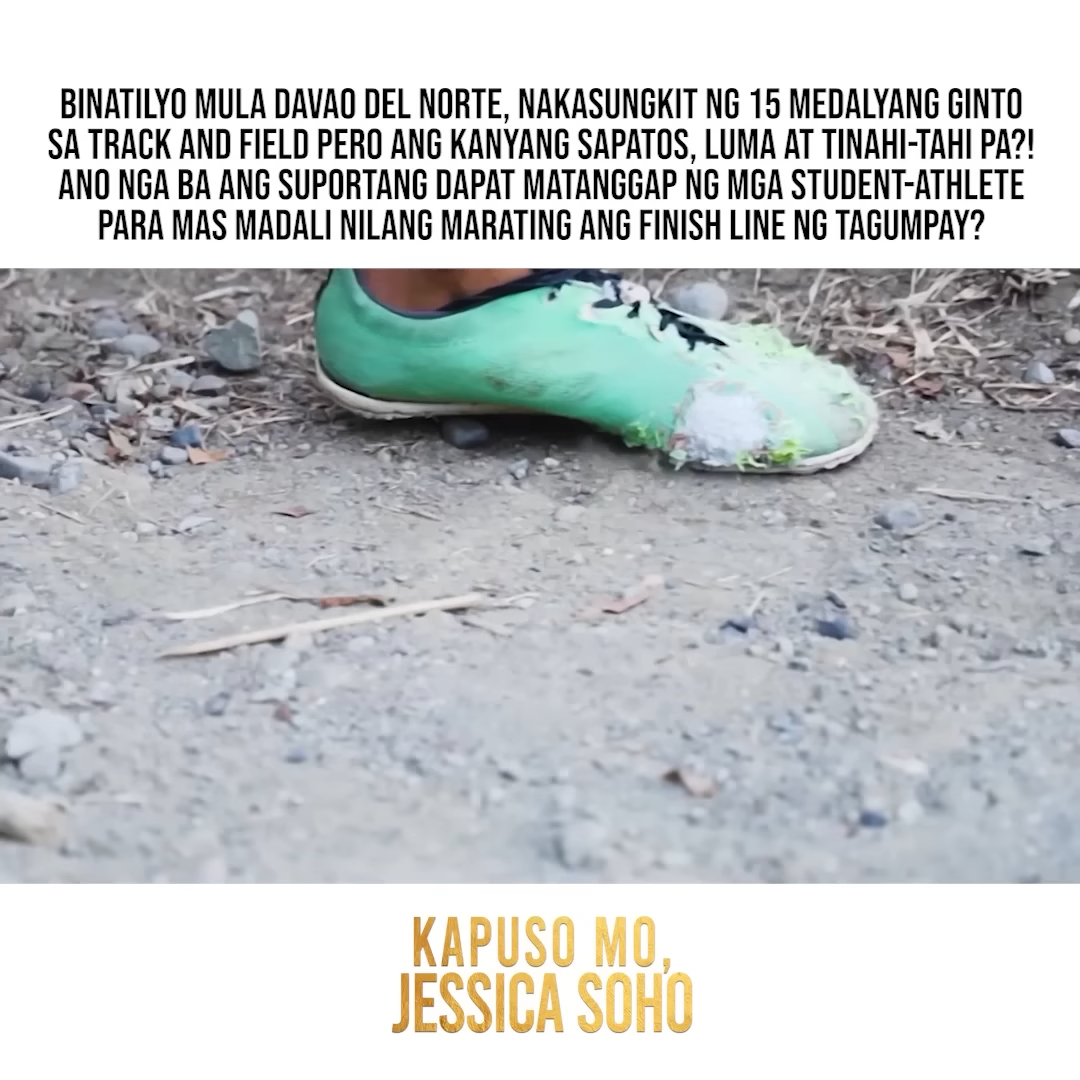 BINATILYO MULA DAVAO DEL NORTE, NAKASUNGKIT NG 15 MEDALYANG GINTO
SA TRACK AND FIELD PERO ANG KANYANG SAPATOS, LUMA AT TINAHI-TAHI PA?!
ANO NGA BA ANG SUPORTANG DAPAT MATANGGAP NG MGA STUDENT-ATHLETE
PARA MAS MADALI NILANG MARATING ANG FINISH LINE NG TAGUMPAY?
KAPUSO MO,
JESSICA SOHO